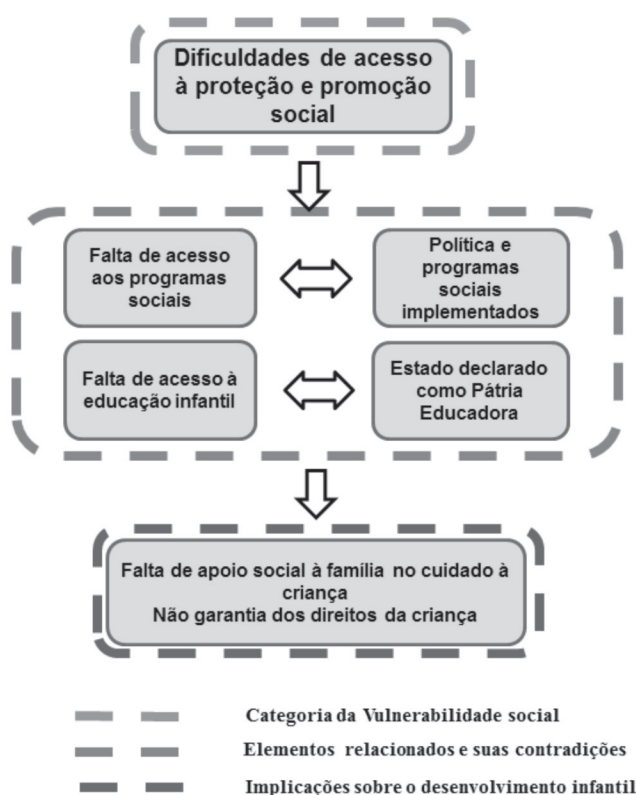 Dificuldades de acesso
à proteção e promoção
social
Falta de acesso
aos programas
sociais
Política e
programas
sociais
implementados
Falta de acesso à
educação infantil
Estado declarado
como Pátria
Educadora
Falta de apoio social à família no cuidado à
criança
Não garantia dos direitos da criança
Categoria da Vulnerabilidade social
Elementos relacionados e suas contradições
Implicações sobre o desenvolvimento infantil